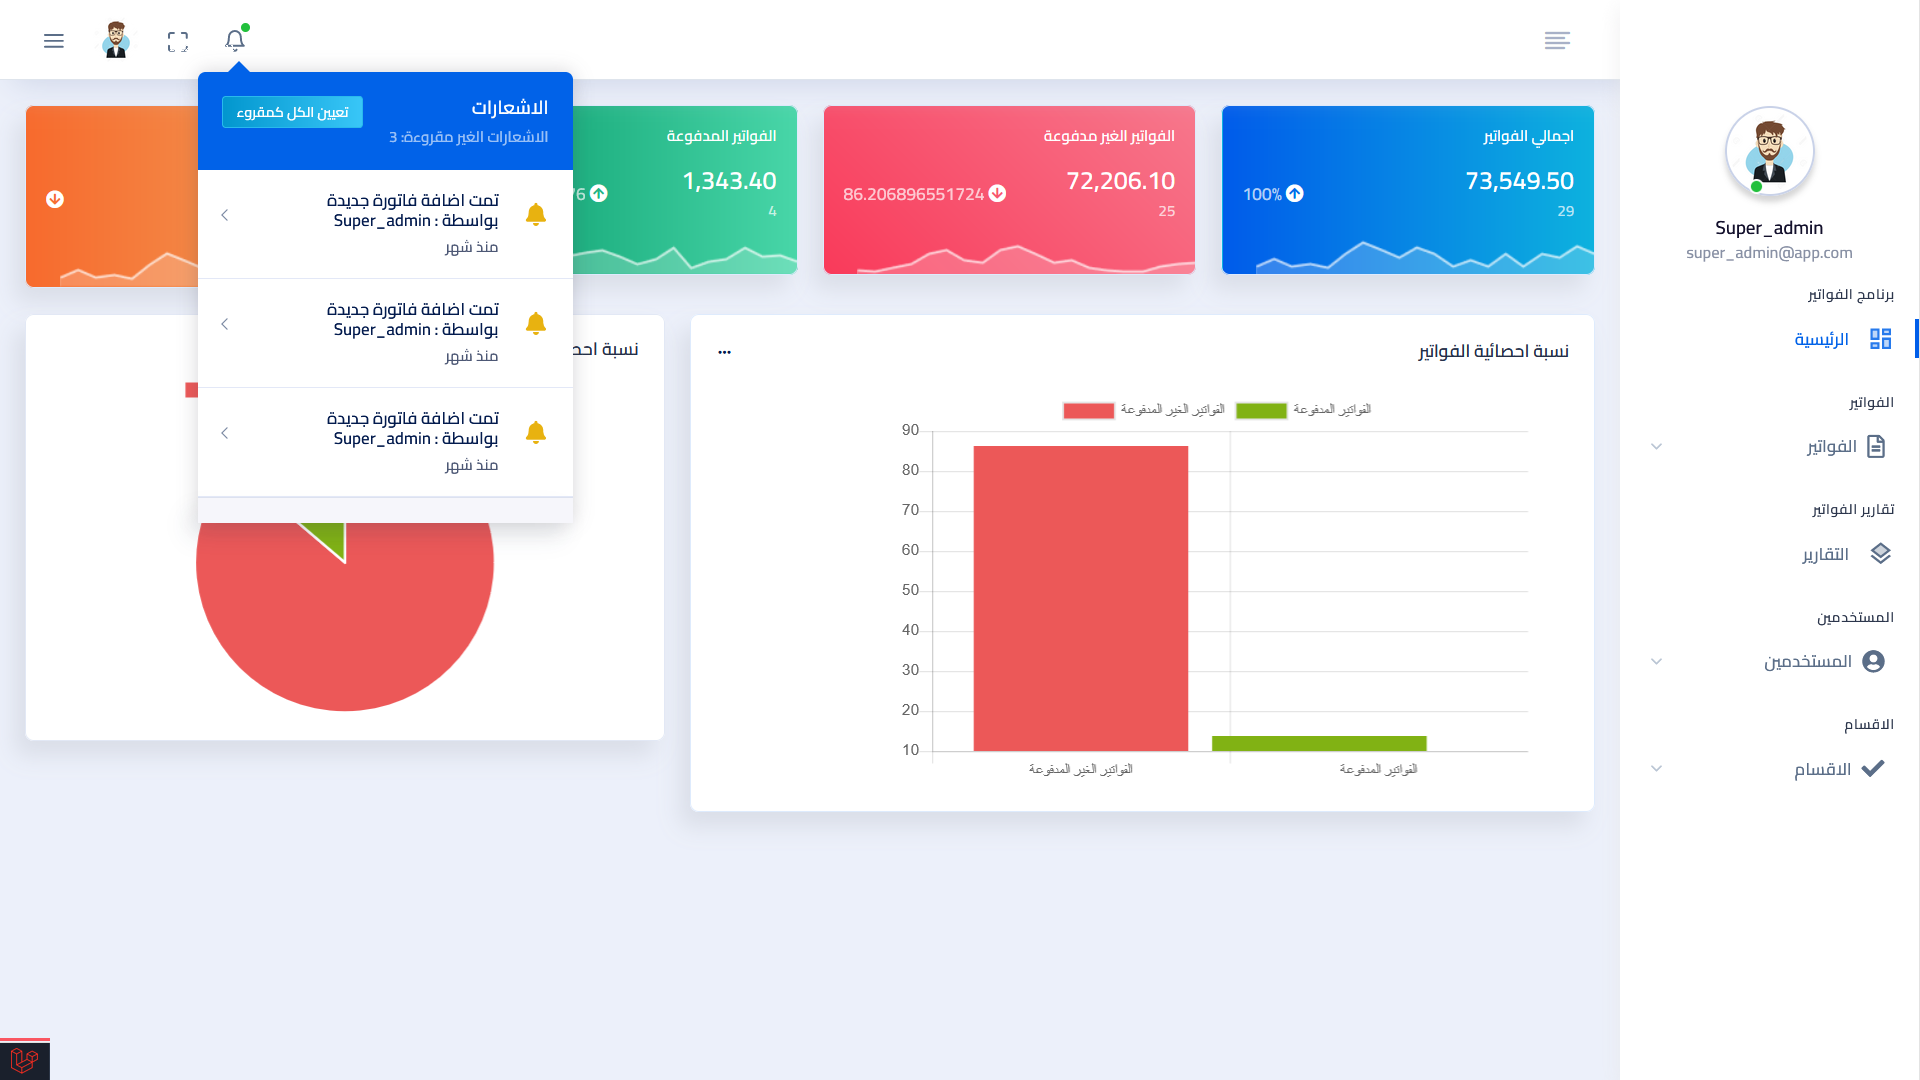 Super_admin
super_admin@app.com
برنامج الفواتير
الرئيسية
الفواتير
الفواتير
تقارير الفواتير
التقارير
المستخدمين
المستخدمين
الاقسام
الاقسام
اجمالي الفواتير
73,549.50
29
100%
الفواتير الغير مدفوعة
72,206.10
25
86.206896551724
الفواتير المدفوعة
1,343.40
4
76
الاشعارات
تعيين الكل كمقروء
الاشعارات الغير مقروءة: 3
تمت اضافة فاتورة جديدة
بواسطة : Super_admin
منذ شهر
تمت اضافة فاتورة جديدة
بواسطة : Super_admin
منذ شهر
تمت اضافة فاتورة جديدة
بواسطة : Super_admin
منذ شهر
نسبة احصائية الفواتير
الفواتير المدفوعة
الفواتير الغير المدفوعة
90
80
70
60
50
40
30
20
10
الفواتير المدفوعة
الفواتير الغير المدفوعة
نسبة